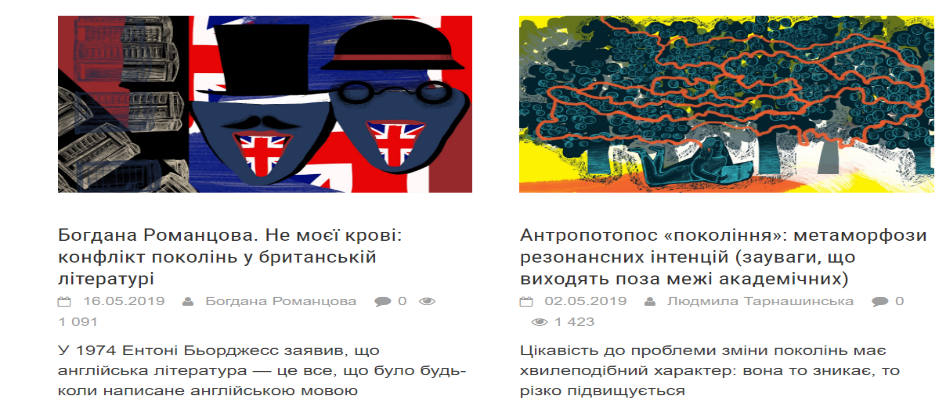 Богдана Романцова. Не моєї крові:
конфлікт поколінь у британській
літературі
16.05.2019 Богдана Романцова 0
1 091
У 1974 Ентоні Бьорджесс заявив, що
англійська література — це все, що було будь-
коли написане англійською мовою
Антропотопос «покоління»: метаморфози
резонансних інтенцій (зауваги, що
виходять поза межі академічних)
02.05.2019 Людмила Тарнашинська 0
1 423
Цікавість до проблеми зміни поколінь має
хвилеподібний характер: вона то зникає, то
різко підвищується